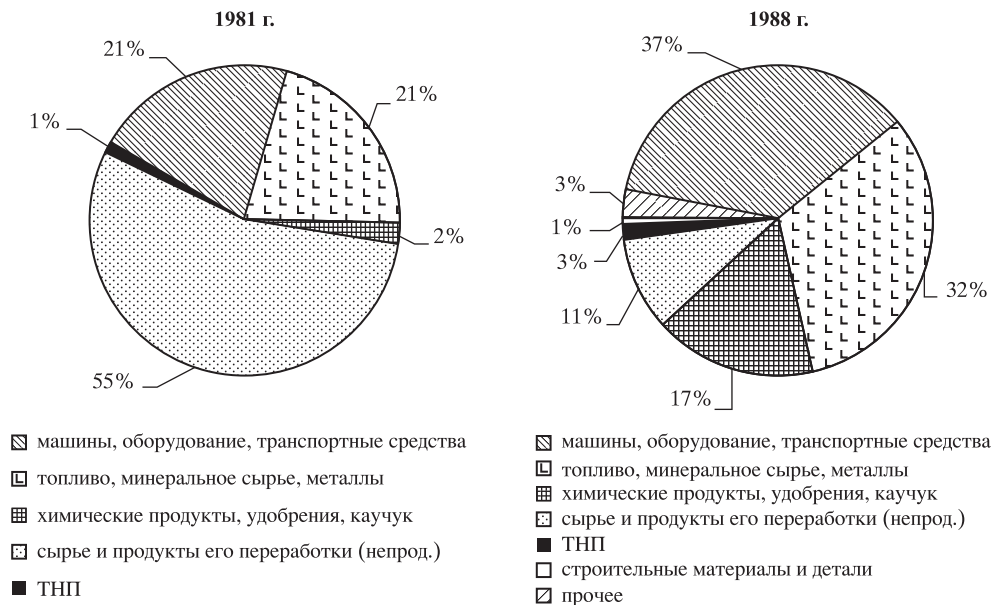 1981 г.
21%
21%
1%
2%
55%
машины, оборудование, транспортные средства
топливо, минеральное сырье, металлы
химические продукты, удобрения, каучук
сырье и продукты его переработки (непрод.)
ТНП
1988 г.
37%
3%
1%
3%
11%
32%
17%
машины, оборудование, транспортные средства
топливо, минеральное сырье, металлы
химические продукты, удобрения, каучук
сырье и продукты его переработки (непрод.)
ТНП
строительные материалы и детали
прочее